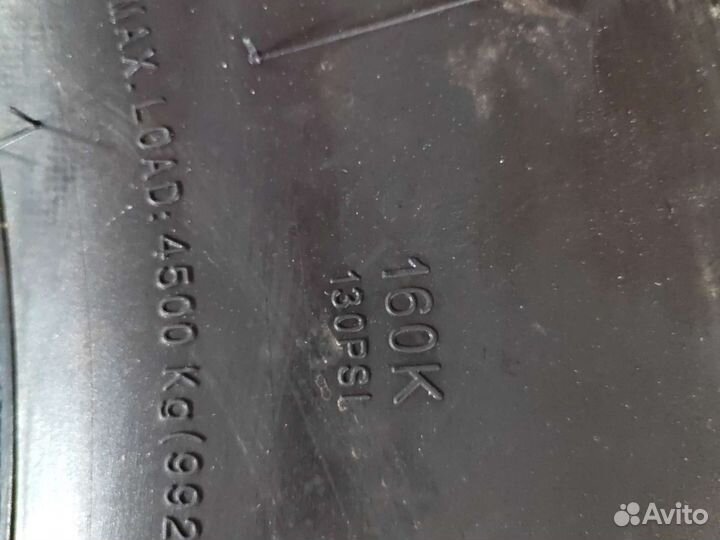 MAX. LOAD: 4500 Kg (992
160K
130PSI
Avito